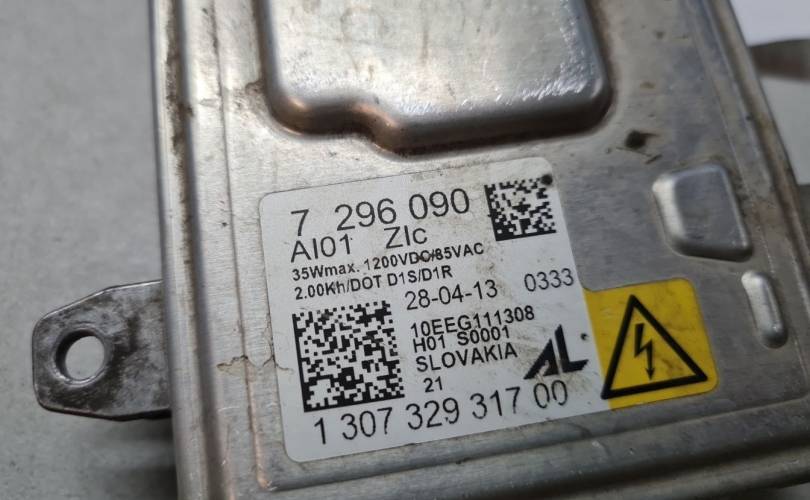 7 296 090
AI01 ZIc
35Wmax. 1200VDC/85VAC
2.00Kh/DOT D1S/D1R
28-04-13 0333
10EEG111308
H01 S0001
SLOVAKIA
AL
21
1 307 329 317 00